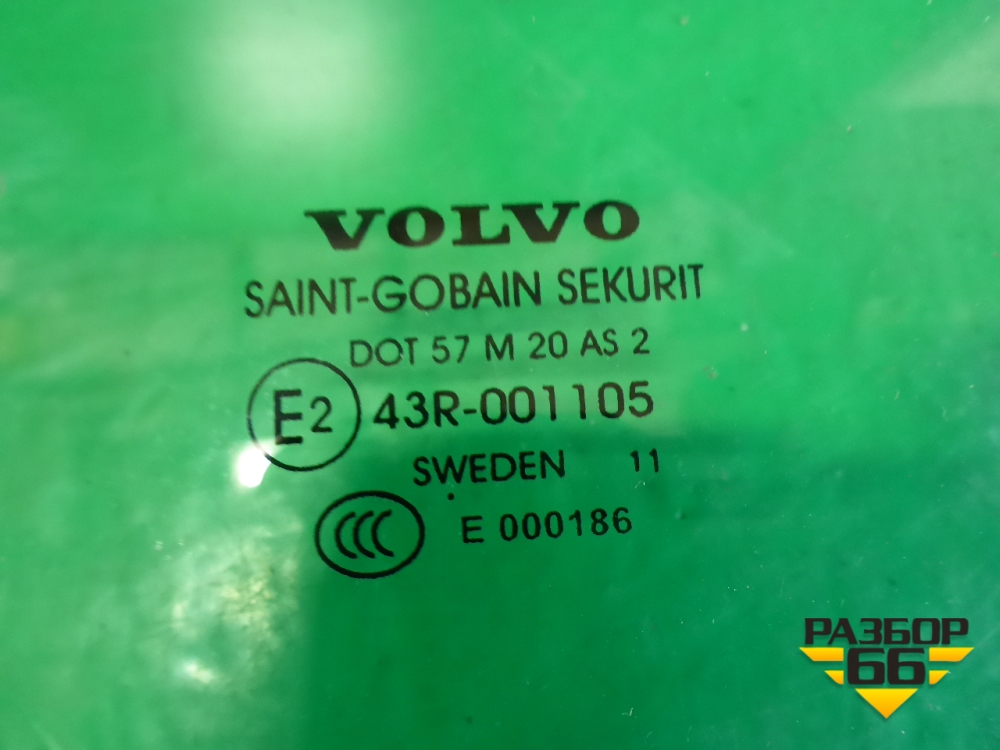 VOLVO
SAINT-GOBAIN SEKURIT
DOT 57 M 20 AS 2
E2 43R-001105
SWEDEN 11
CCC E 000186
РАЗБОР
66